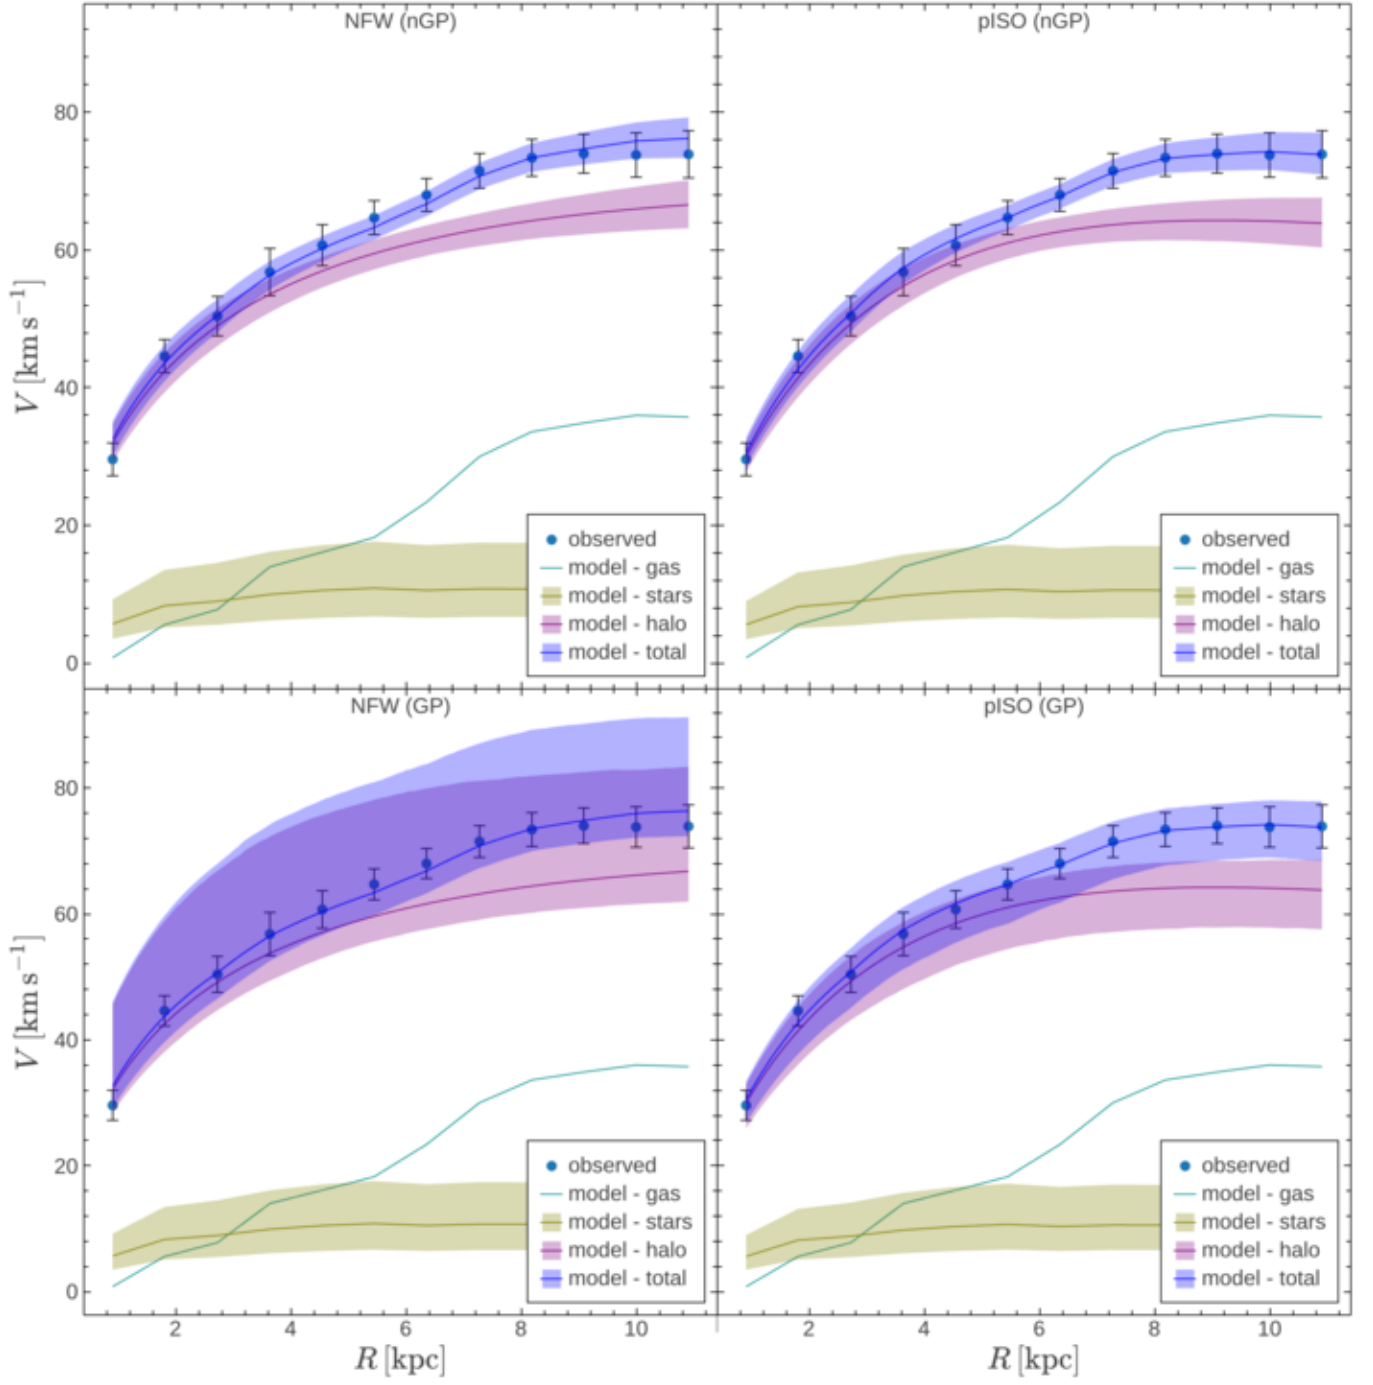 NFW (nGP)
pISO (nGP)
80
60
40
20
0
V [km s⁻¹]
observed
model - gas
model - stars
model - halo
model - total
observed
model - gas
model - stars
model - halo
model - total
NFW (GP)
pISO (GP)
80
60
40
20
0
V [km s⁻¹]
observed
model - gas
model - stars
model - halo
model - total
observed
model - gas
model - stars
model - halo
model - total
2 4 6 8 10
2 4 6 8 10
R [kpc]
R [kpc]